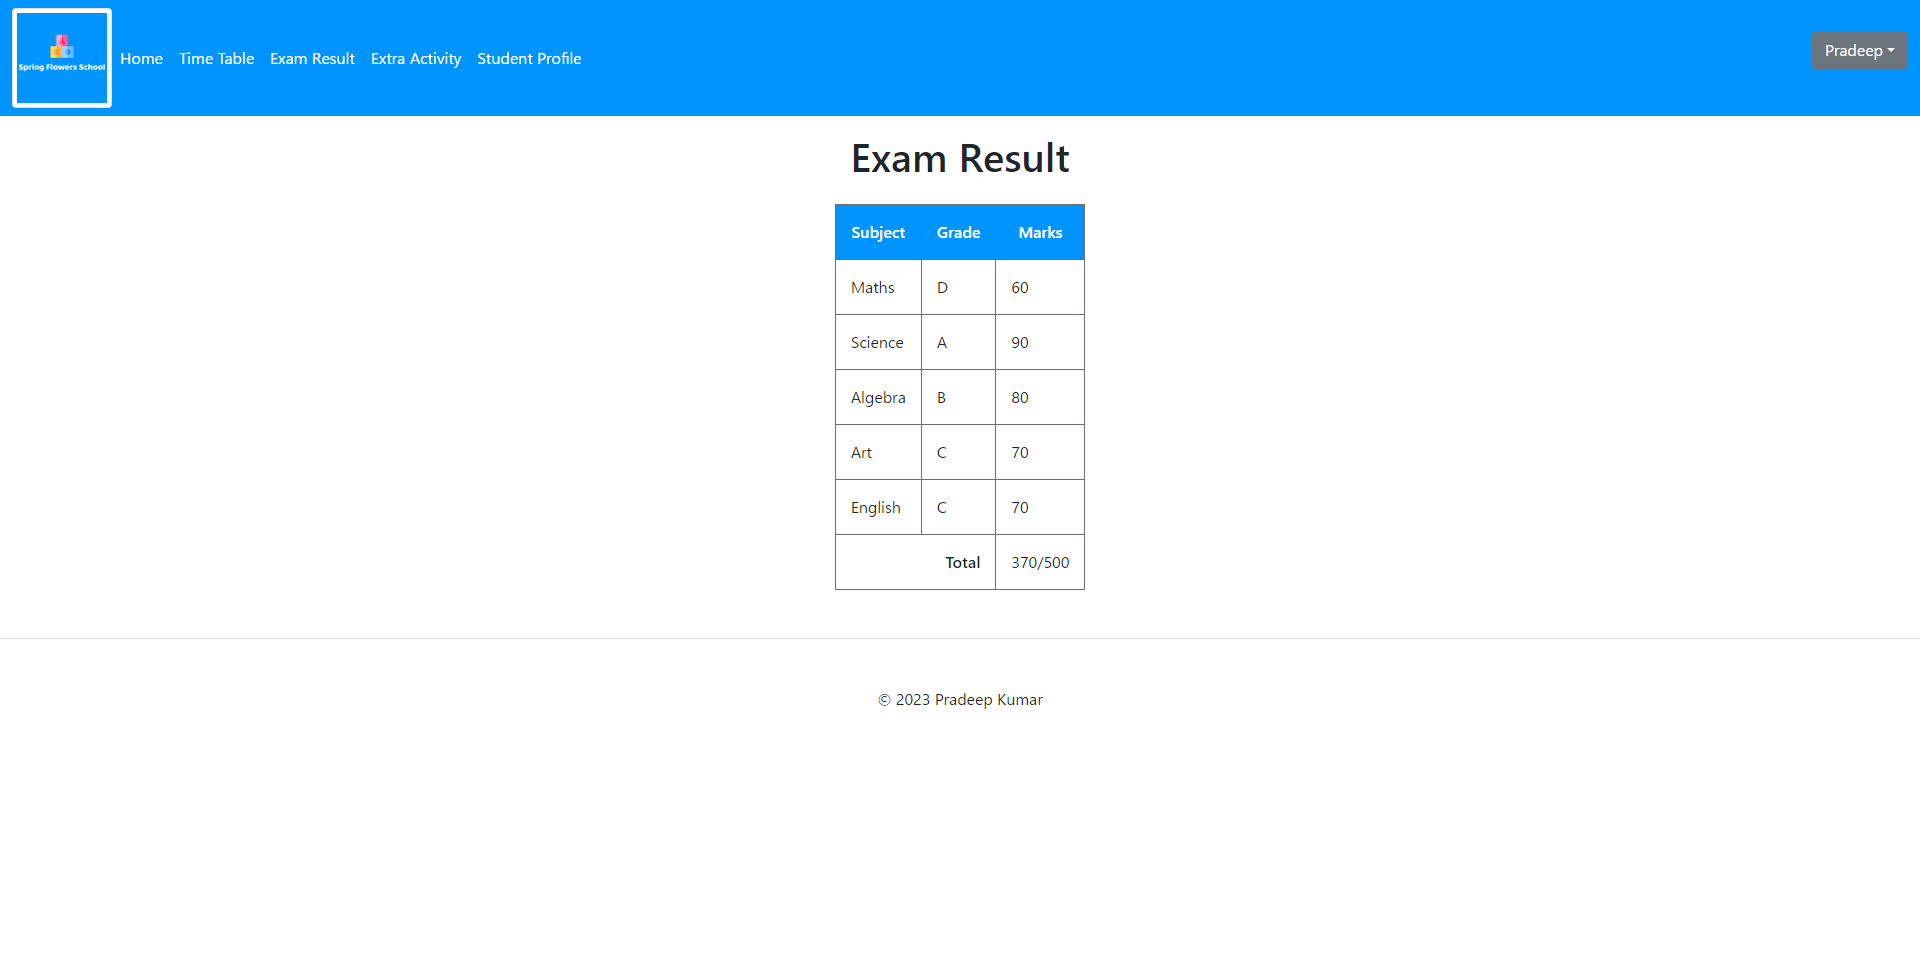 Spring Flowers School
Home Time Table Exam Result Extra Activity Student Profile
Pradeep
Exam Result
Subject Grade Marks
Maths D 60
Science A 90
Algebra B 80
Art C 70
English C 70
Total 370/500
© 2023 Pradeep Kumar